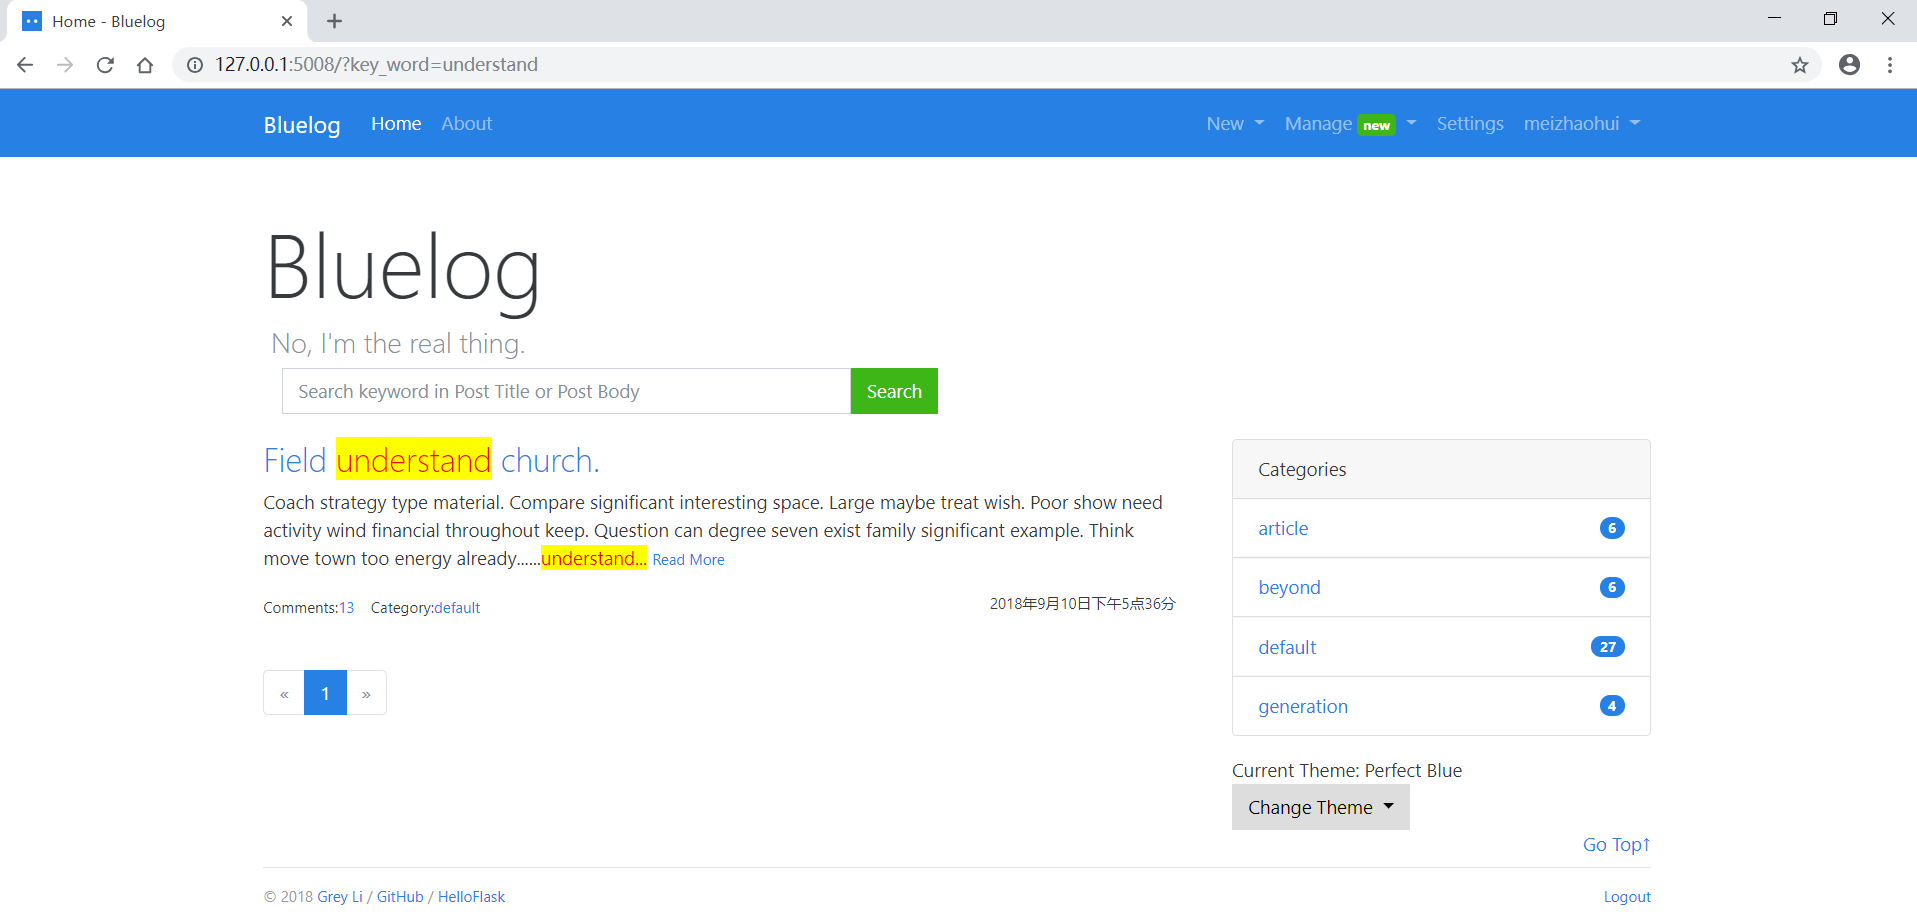 Home - Bluelog
127.0.0.1:5008/?key_word=understand
Bluelog Home About New Manage new Settings meizhaohui
Bluelog
No, I'm the real thing.
Search keyword in Post Title or Post Body Search
Field understand church.
Coach strategy type material. Compare significant interesting space. Large maybe treat wish. Poor show need
activity wind financial throughout keep. Question can degree seven exist family significant example. Think
move town too energy already......understand... Read More
Comments:13 Category:default 2018年9月10日下午5点36分
« 1 »
Categories
article 6
beyond 6
default 27
generation 4
Current Theme: Perfect Blue
Change Theme
Go Top↑
© 2018 Grey Li / GitHub / HelloFlask Logout